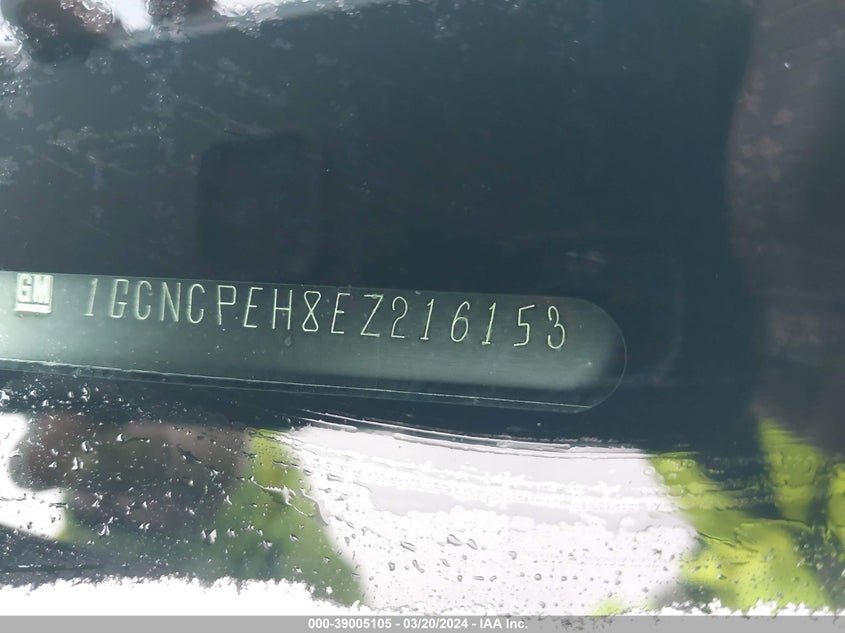 GM 1GCNCPEH8EZ216153
000-39005105 - 03/20/2024 - IAA Inc.